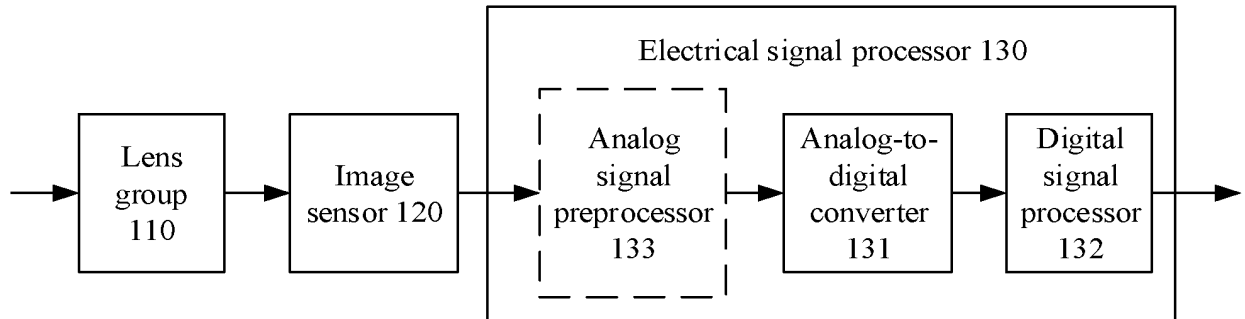 Electrical signal processor 130
Lens
group
110
Image
sensor 120
Analog
signal
preprocessor
133
Analog-to-
digital
converter
131
Digital
signal
processor
132